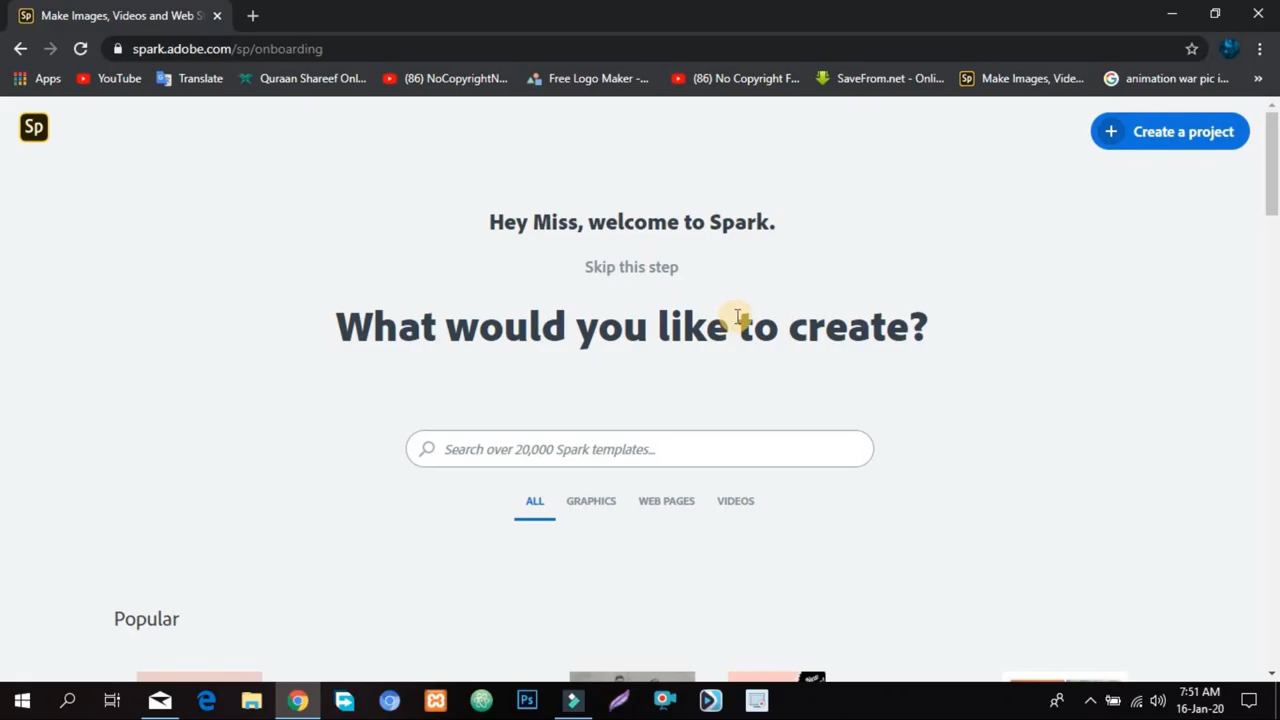 Sp
Make Images, Videos and Web S
spark.adobe.com/sp/onboarding
Apps
YouTube
Translate
Quraan Shareef Onl...
(86) NoCopyrightN...
Free Logo Maker -...
(86) No Copyright F...
SaveFrom.net - Onli...
Sp
Make Images, Vide...
animation war pic i...
»
Sp
+ Create a project
Hey Miss, welcome to Spark.
Skip this step
What would you like to create?
Search over 20,000 Spark templates...
ALL
GRAPHICS
WEB PAGES
VIDEOS
Popular
Ps
7:51 AM
16-Jan-20